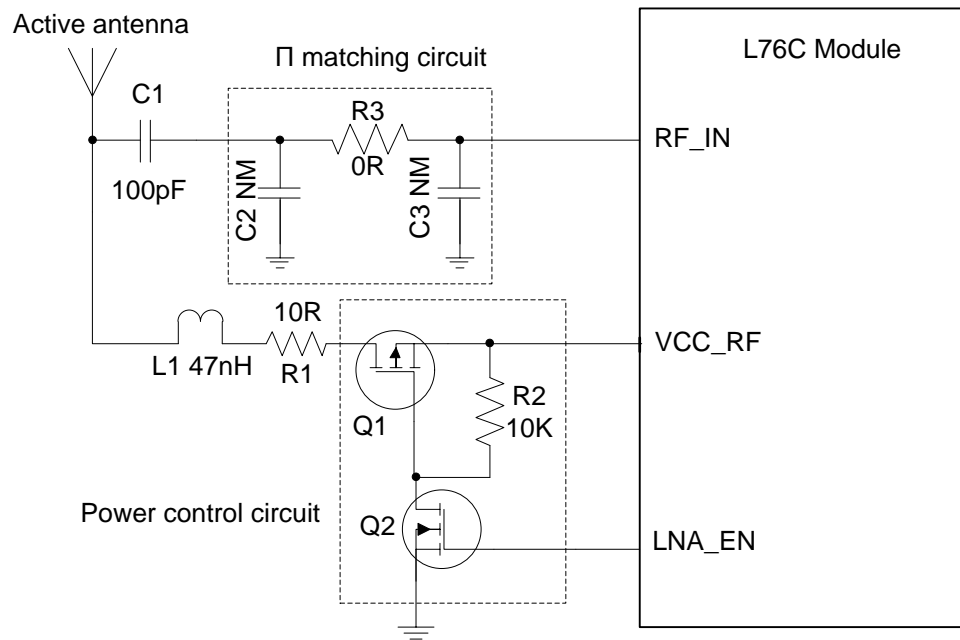 Active antenna
Π matching circuit
L76C Module
C1
R3
0R
RF_IN
100pF
C2 NM
C3 NM
10R
VCC_RF
L1 47nH
R1
R2
10K
Q1
Power control circuit
Q2
LNA_EN